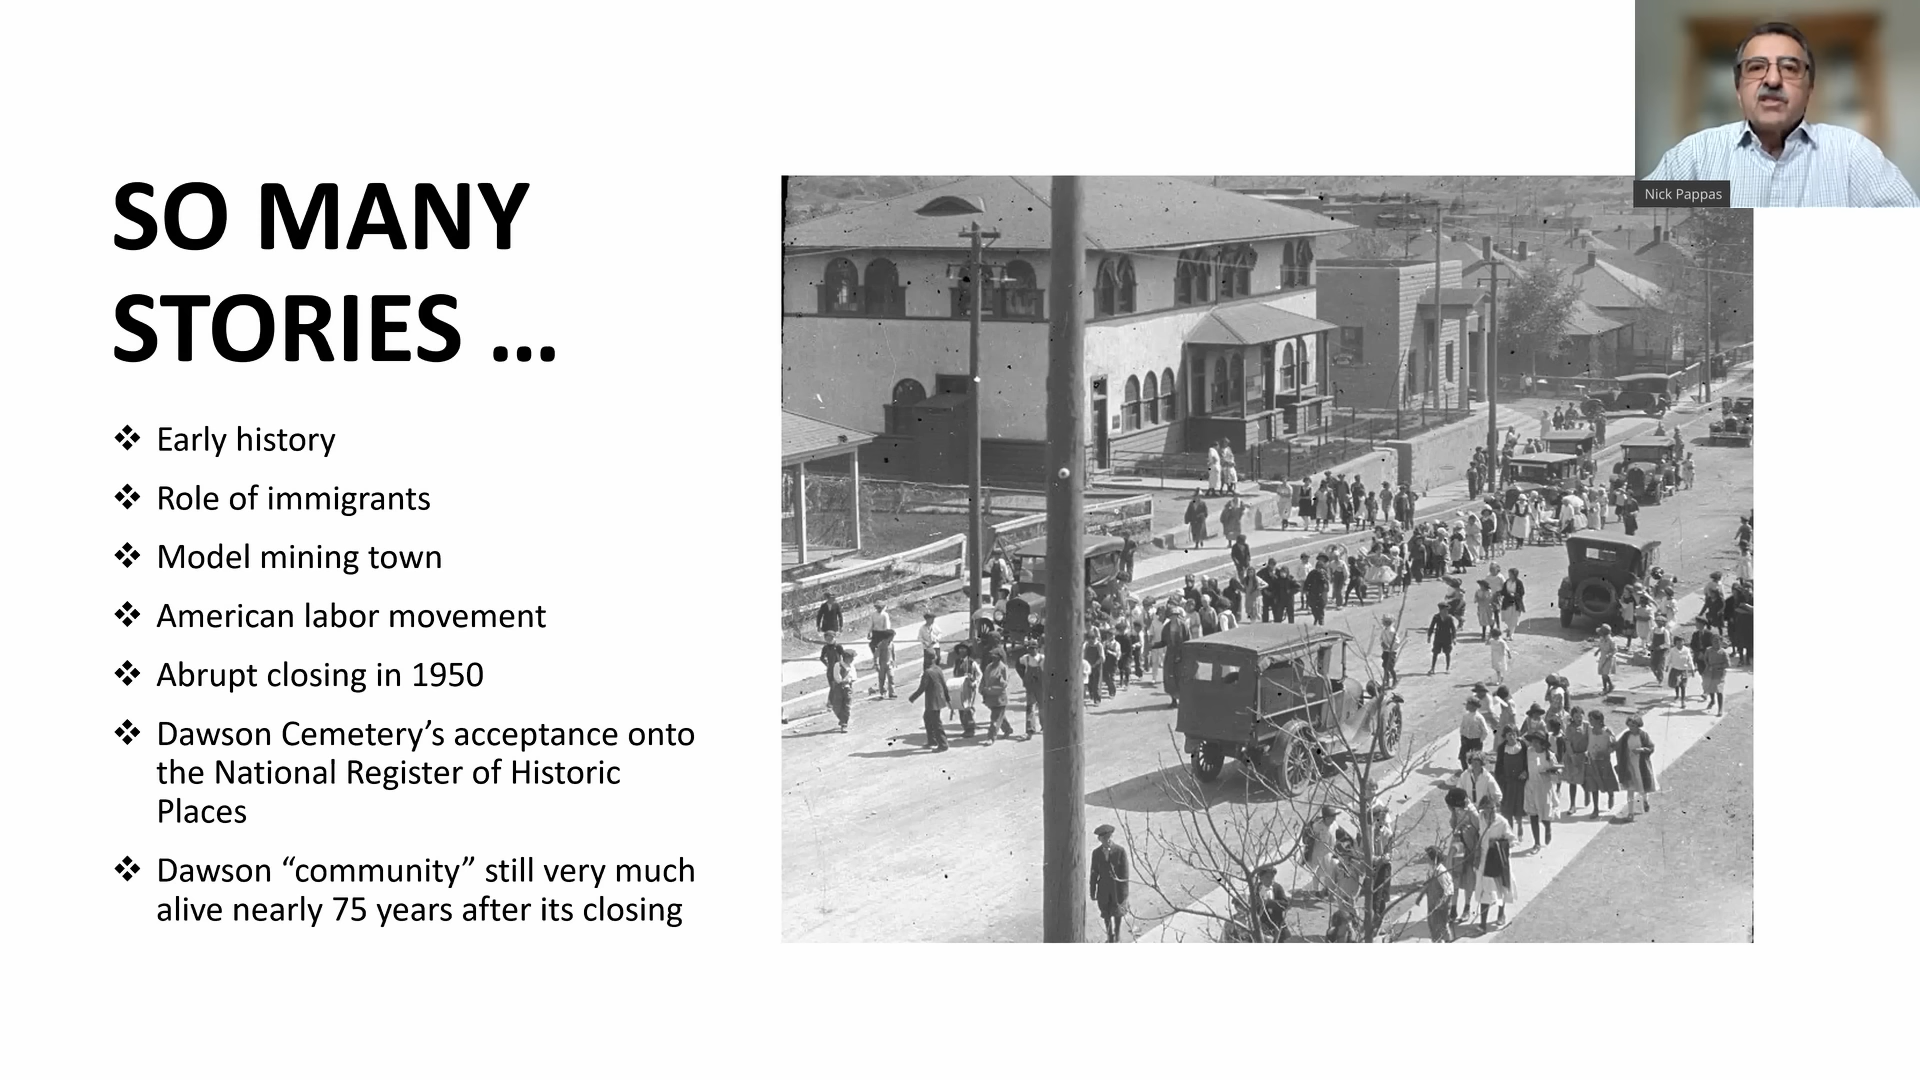 SO MANY
STORIES …
❖ Early history
❖ Role of immigrants
❖ Model mining town
❖ American labor movement
❖ Abrupt closing in 1950
❖ Dawson Cemetery’s acceptance onto
the National Register of Historic
Places
❖ Dawson “community” still very much
alive nearly 75 years after its closing
Nick Pappas